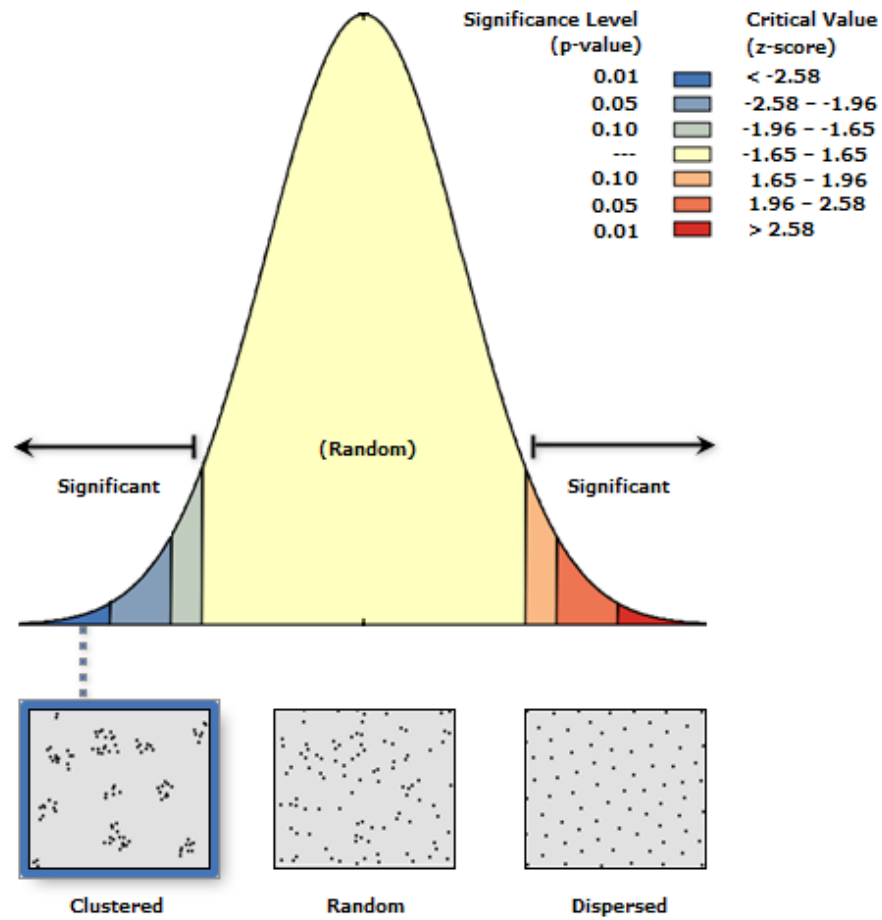 Significance Level Critical Value
(p-value) (z-score)
0.01 < -2.58
0.05 -2.58 – -1.96
0.10 -1.96 – -1.65
--- -1.65 – 1.65
0.10 1.65 – 1.96
0.05 1.96 – 2.58
0.01 > 2.58
(Random)
Significant Significant
Clustered Random Dispersed